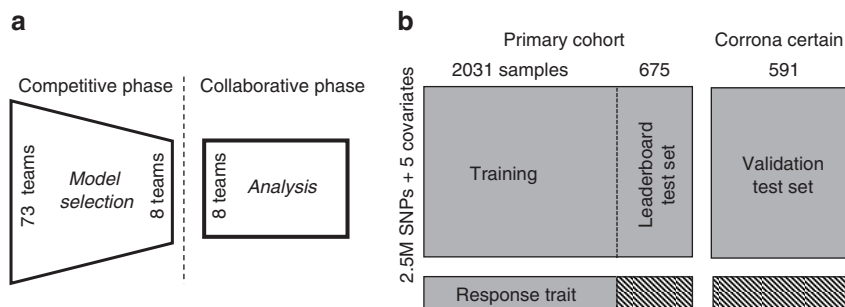 a
Competitive phase
Collaborative phase
73 teams
Model
selection
8 teams
8 teams
Analysis
b
Primary cohort
Corrona certain
2031 samples
675
591
2.5M SNPs + 5 covariates
Training
Leaderboard
test set
Validation
test set
Response trait